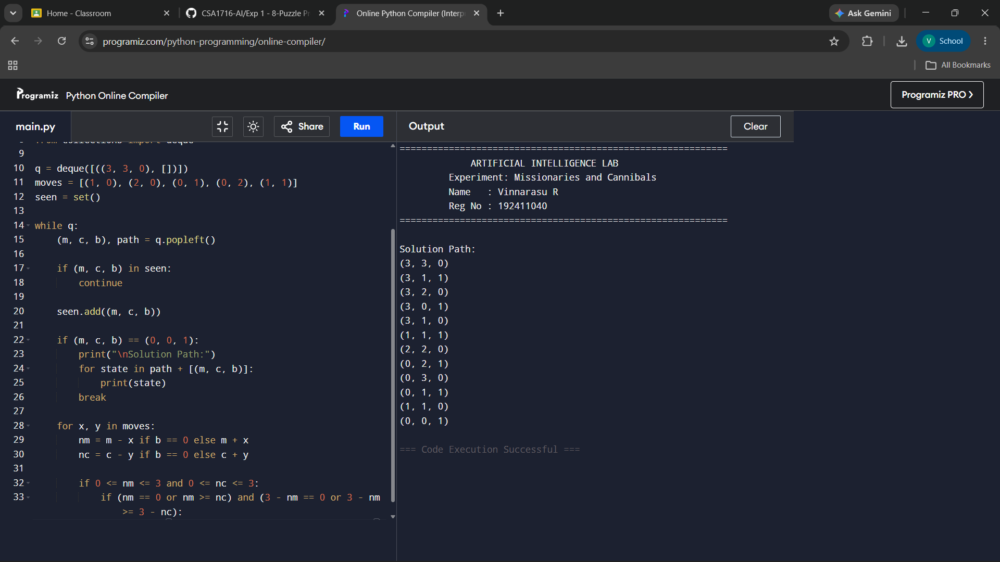 Home - Classroom
CSA1716-AI/Exp 1 - 8-Puzzle Pr
Online Python Compiler (Interp
Ask Gemini
programiz.com/python-programming/online-compiler/
V School
All Bookmarks
Programiz Python Online Compiler
Programiz PRO
main.py
Share
Run
Output
Clear
9
10 q = deque([((3, 3, 0), [])])
11 moves = [(1, 0), (2, 0), (0, 1), (0, 2), (1, 1)]
12 seen = set()
13
14 while q:
15 (m, c, b), path = q.popleft()
16
17 if (m, c, b) in seen:
18 continue
19
20 seen.add((m, c, b))
21
22 if (m, c, b) == (0, 0, 1):
23 print("\nSolution Path:")
24 for state in path + [(m, c, b)]:
25 print(state)
26 break
27
28 for x, y in moves:
29 nm = m - x if b == 0 else m + x
30 nc = c - y if b == 0 else c + y
31
32 if 0 <= nm <= 3 and 0 <= nc <= 3:
33 if (nm == 0 or nm >= nc) and (3 - nm == 0 or 3 - nm
>= 3 - nc):
============================================================
ARTIFICIAL INTELLIGENCE LAB
Experiment: Missionaries and Cannibals
Name : Vinnarasu R
Reg No : 192411040
============================================================
Solution Path:
(3, 3, 0)
(3, 1, 1)
(3, 2, 0)
(3, 0, 1)
(3, 1, 0)
(1, 1, 1)
(2, 2, 0)
(0, 2, 1)
(0, 3, 0)
(0, 1, 1)
(1, 1, 0)
(0, 0, 1)
=== Code Execution Successful ===